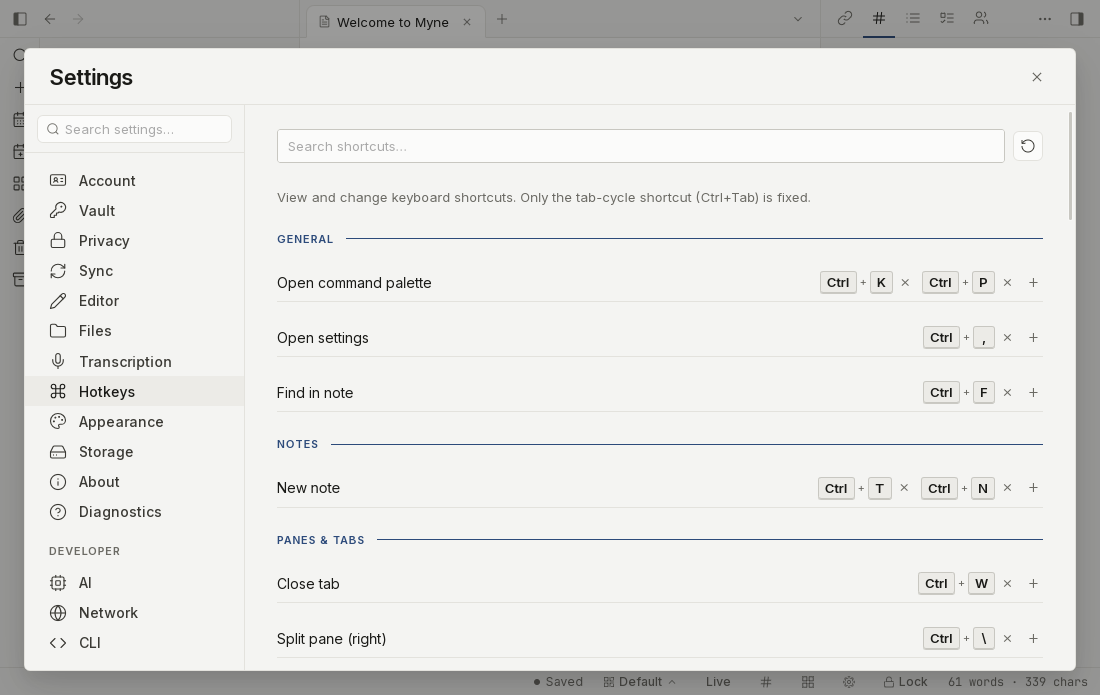 Welcome to Myne
Settings
Search settings...
Account
Vault
Privacy
Sync
Editor
Files
Transcription
Hotkeys
Appearance
Storage
About
Diagnostics
DEVELOPER
AI
Network
CLI
Search shortcuts...
View and change keyboard shortcuts. Only the tab-cycle shortcut (Ctrl+Tab) is fixed.
GENERAL
Open command palette Ctrl + K × Ctrl + P × +
Open settings Ctrl + , × +
Find in note Ctrl + F × +
NOTES
New note Ctrl + T × Ctrl + N × +
PANES & TABS
Close tab Ctrl + W × +
Split pane (right) Ctrl + \ × +
Saved Default Live # Lock 61 words · 339 chars